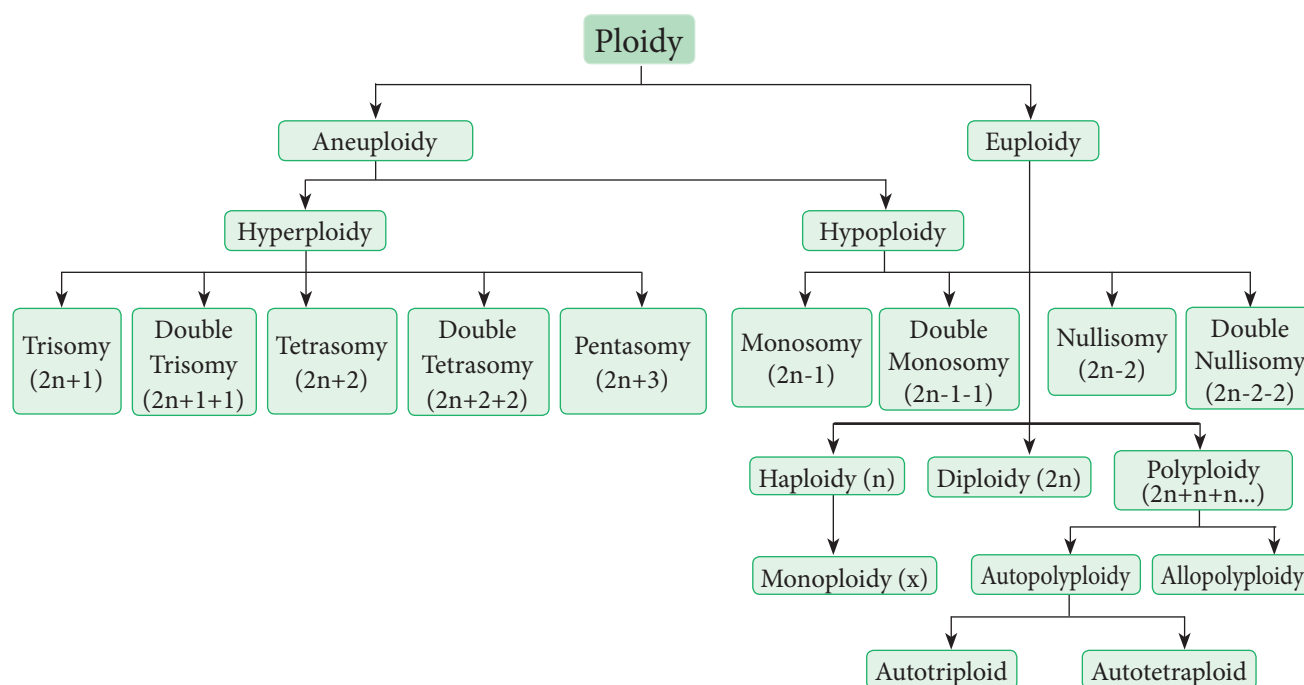 Ploidy
Aneuploidy
Euploidy
Hyperploidy
Hypoploidy
Trisomy
(2n+1)
Double
Trisomy
(2n+1+1)
Tetrasomy
(2n+2)
Double
Tetrasomy
(2n+2+2)
Pentasomy
(2n+3)
Monosomy
(2n-1)
Double
Monosomy
(2n-1-1)
Nullisomy
(2n-2)
Double
Nullisomy
(2n-2-2)
Haploidy (n)
Diploidy (2n)
Polyploidy
(2n+n+n...)
Monoploidy (x)
Autopolyploidy
Allopolyploidy
Autotriploid
Autotetraploid